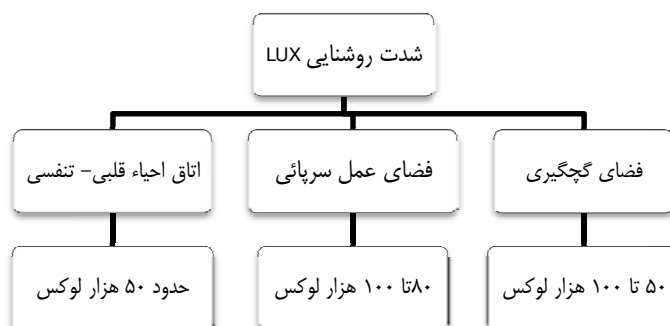 شدت روشنایی LUX
فضای گچگیری
فضای عمل سرپائی
اتاق احیاء قلبی- تنفسی
۵۰ تا ۱۰۰ هزار لوکس
۸۰تا ۱۰۰ هزار لوکس
حدود ۵۰ هزار لوکس